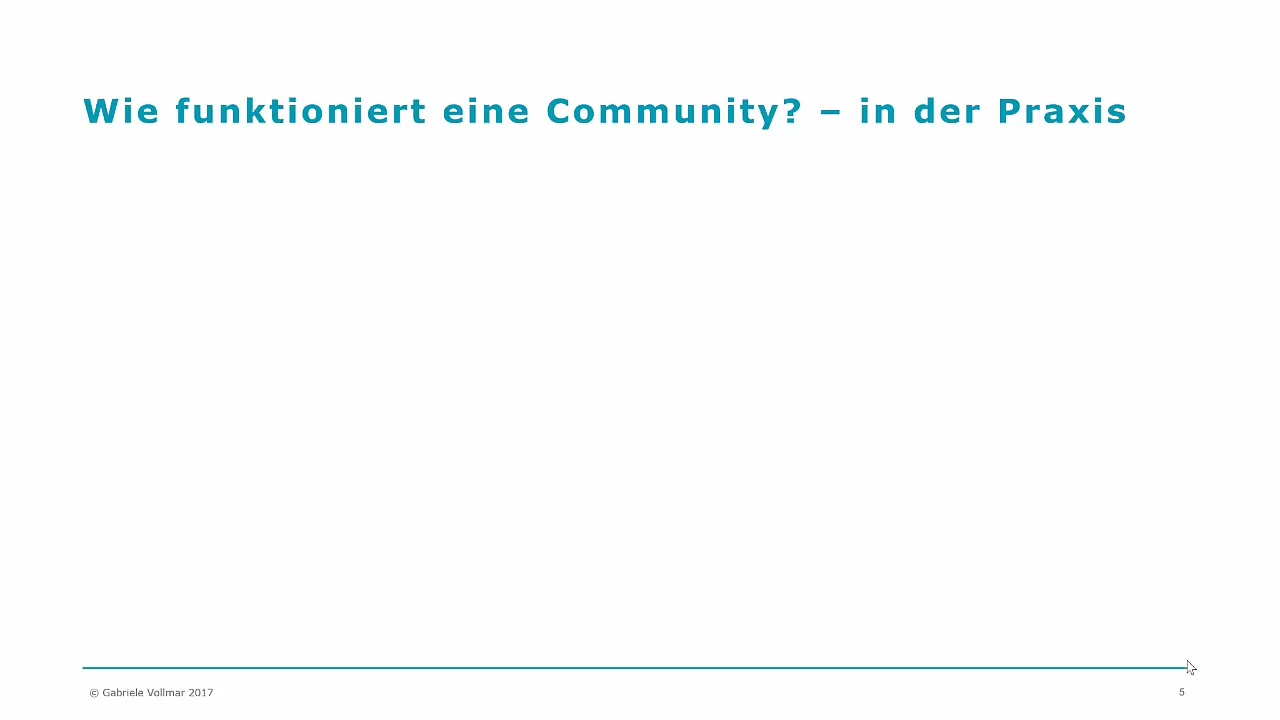 Wie funktioniert eine Community? – in der Praxis
© Gabriele Vollmar 2017
5